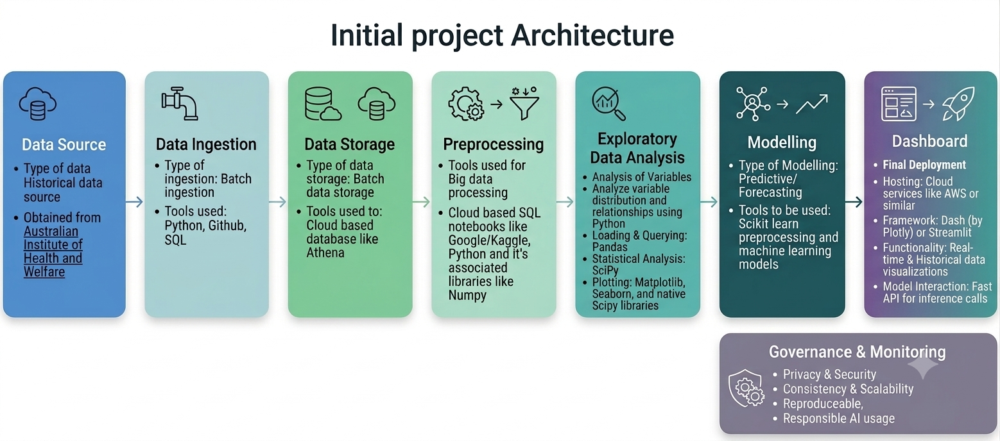 Initial project Architecture
Data Source
• Type of data
Historical data
source
• Obtained from
Australian
Institute of
Health and
Welfare
Data Ingestion
• Type of
ingestion: Batch
ingestion
• Tools used:
Python, Github,
SQL
Data Storage
• Type of data
storage: Batch
data storage
• Tools used to:
Cloud based
database like
Athena
Preprocessing
• Tools used for
Big data
processing
• Cloud based SQL
notebooks like
Google/Kaggle,
Python and it's
associated
libraries like
Numpy
Exploratory
Data Analysis
• Analysis of Variables
• Analyze variable
distribution and
relationships using
Python
• Loading & Querying:
Pandas
• Statistical Analysis:
SciPy
• Plotting: Matplotlib,
Seaborn, and native
Scipy libraries
Modelling
• Type of Modelling:
Predictive/
Forecasting
• Tools to be used:
Scikit learn
preprocessing and
machine learning
models
Dashboard
• Final Deployment
• Hosting: Cloud
services like AWS or
similar
• Framework: Dash (by
Plotly) or Streamlit
• Functionality: Real-
time & Historical data
visualizations
• Model Interaction: Fast
API for inference calls
Governance & Monitoring
• Privacy & Security
• Consistency & Scalability
• Reproduceable,
• Responsible AI usage